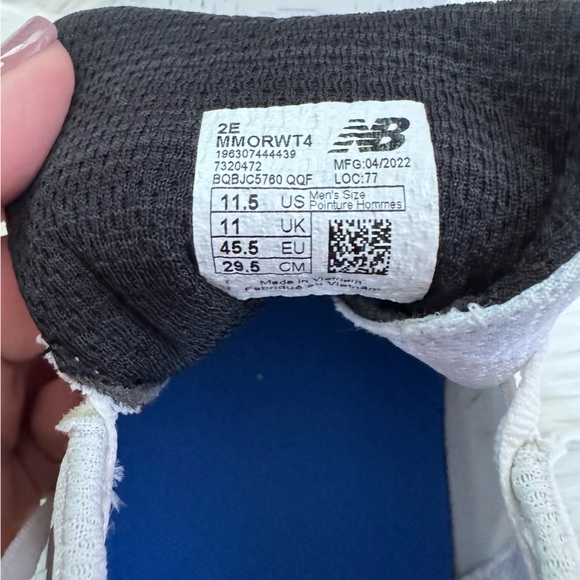 2E
MMORWT4
196307444439
7320472
BQBJC5760 QQF
NB
MFG:04/2022
LOC:77
11.5 US Men's Size
Pointure Hommes
11 UK
45.5 EU
29.5 CM
Made in Vietnam
Fabriqué au Vietnam